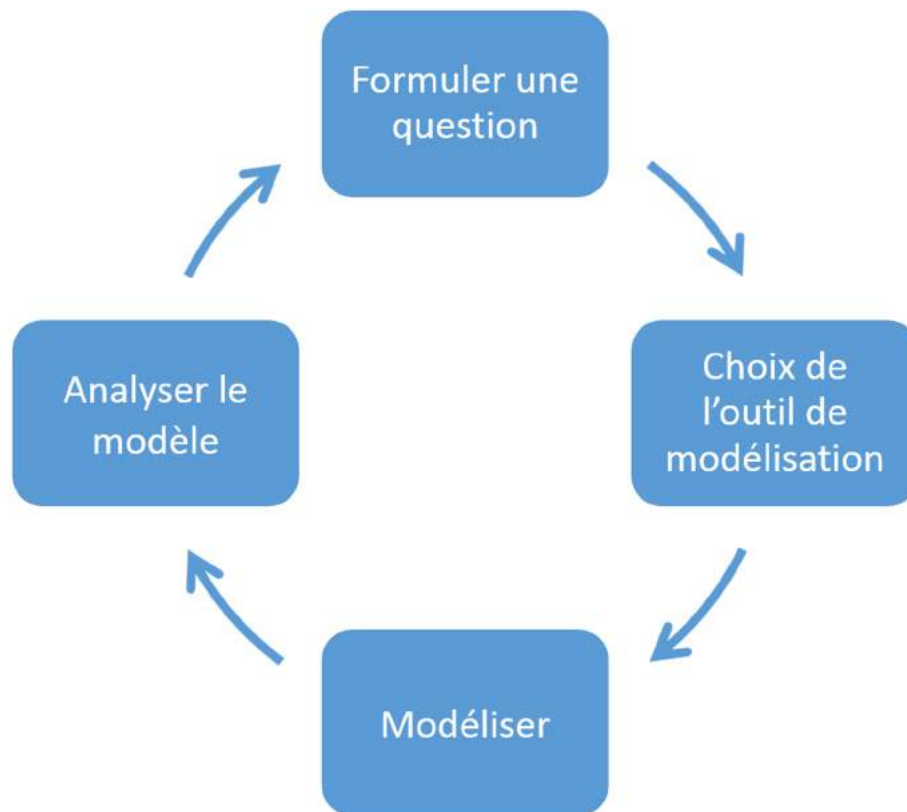 Formuler une
question
Choix de
l’outil de
modélisation
Modéliser
Analyser le
modèle